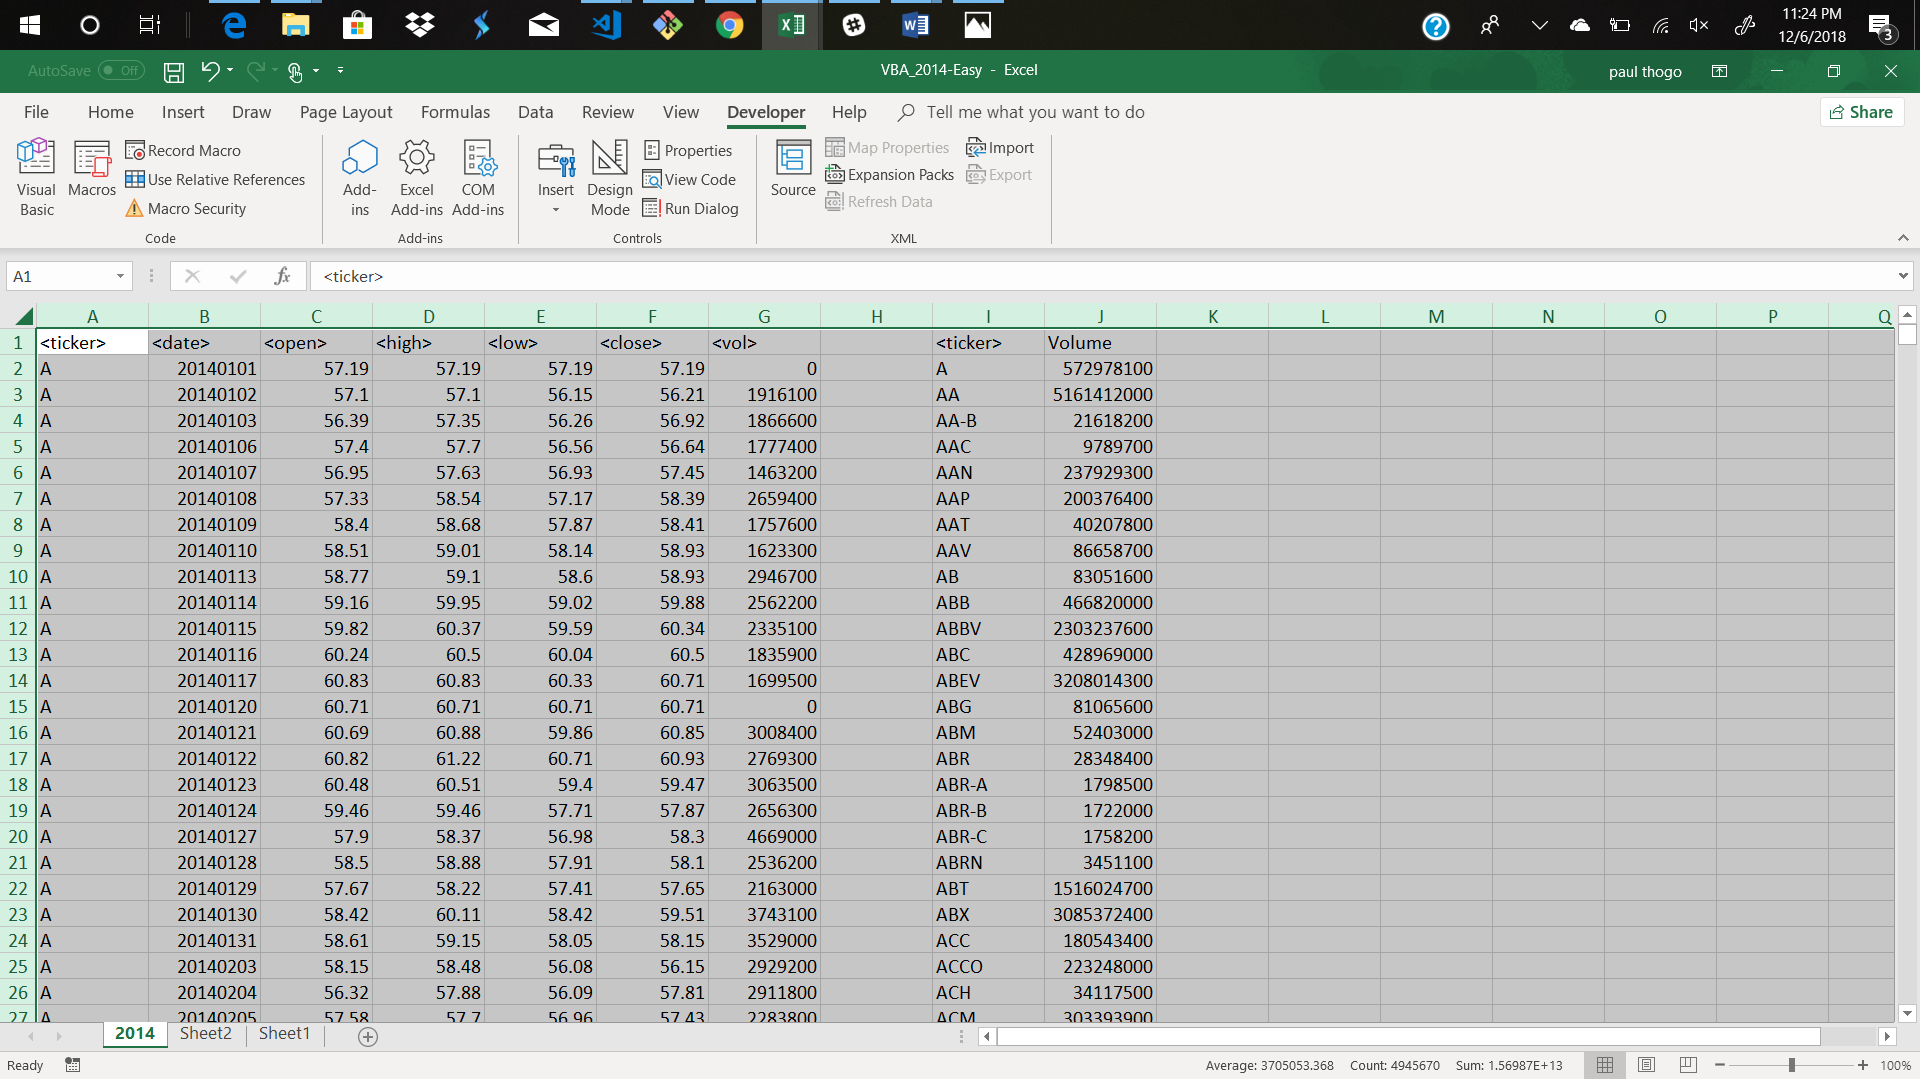 11:24 PM
12/6/2018
3
AutoSave Off
VBA_2014-Easy - Excel
paul thogo
File Home Insert Draw Page Layout Formulas Data Review View Developer Help Tell me what you want to do Share
Visual Basic
Macros
Record Macro
Use Relative References
Macro Security
Code
Add-ins
Excel Add-ins
COM Add-ins
Add-ins
Insert
Design Mode
Properties
View Code
Run Dialog
Controls
Source
Map Properties
Expansion Packs
Refresh Data
Import
Export
XML
A1 fx <ticker>
A B C D E F G H I J K L M N O P Q
1 <ticker> <date> <open> <high> <low> <close> <vol> <ticker> Volume
2 A 20140101 57.19 57.19 57.19 57.19 0 A 572978100
3 A 20140102 57.1 57.1 56.15 56.21 1916100 AA 5161412000
4 A 20140103 56.39 57.35 56.26 56.92 1866600 AA-B 21618200
5 A 20140106 57.4 57.7 56.56 56.64 1777400 AAC 9789700
6 A 20140107 56.95 57.63 56.93 57.45 1463200 AAN 237929300
7 A 20140108 57.33 58.54 57.17 58.39 2659400 AAP 200376400
8 A 20140109 58.4 58.68 57.87 58.41 1757600 AAT 40207800
9 A 20140110 58.51 59.01 58.14 58.93 1623300 AAV 86658700
10 A 20140113 58.77 59.1 58.6 58.93 2946700 AB 83051600
11 A 20140114 59.16 59.95 59.02 59.88 2562200 ABB 466820000
12 A 20140115 59.82 60.37 59.59 60.34 2335100 ABBV 2303237600
13 A 20140116 60.24 60.5 60.04 60.5 1835900 ABC 428969000
14 A 20140117 60.83 60.83 60.33 60.71 1699500 ABEV 3208014300
15 A 20140120 60.71 60.71 60.71 60.71 0 ABG 81065600
16 A 20140121 60.69 60.88 59.86 60.85 3008400 ABM 52403000
17 A 20140122 60.82 61.22 60.71 60.93 2769300 ABR 28348400
18 A 20140123 60.48 60.51 59.4 59.47 3063500 ABR-A 1798500
19 A 20140124 59.46 59.46 57.71 57.87 2656300 ABR-B 1722000
20 A 20140127 57.9 58.37 56.98 58.3 4669000 ABR-C 1758200
21 A 20140128 58.5 58.88 57.91 58.1 2536200 ABRN 3451100
22 A 20140129 57.67 58.22 57.41 57.65 2163000 ABT 1516024700
23 A 20140130 58.42 60.11 58.42 59.51 3743100 ABX 3085372400
24 A 20140131 58.61 59.15 58.05 58.15 3529000 ACC 180543400
25 A 20140203 58.15 58.48 56.08 56.15 2929200 ACCO 223248000
26 A 20140204 56.32 57.88 56.09 57.81 2911800 ACH 34117500
27 A 20140205 57.58 57.7 56.96 57.43 2283800 ACM 303393900
2014 Sheet2 Sheet1
Ready Average: 3705053.368 Count: 4945670 Sum: 1.56987E+13 100%